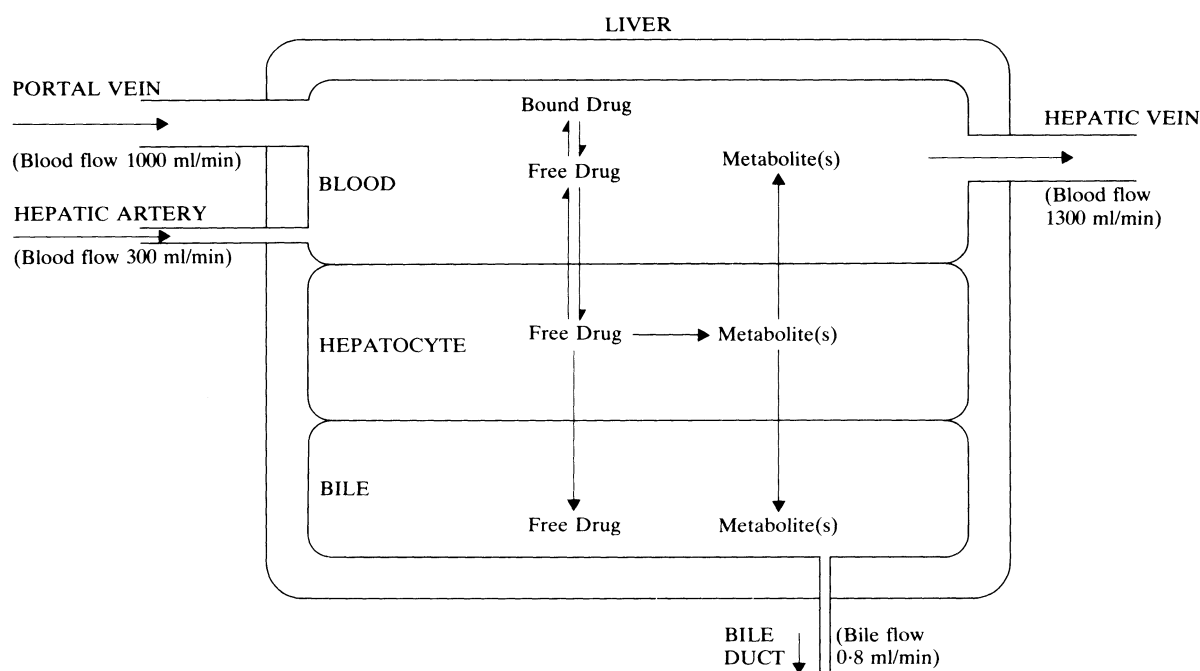 LIVER
PORTAL VEIN
(Blood flow 1000 ml/min)
HEPATIC ARTERY
(Blood flow 300 ml/min)
BLOOD
Bound Drug
Free Drug
Metabolite(s)
HEPATIC VEIN
(Blood flow
1300 ml/min)
HEPATOCYTE
Free Drug
Metabolite(s)
BILE
Free Drug
Metabolite(s)
BILE
DUCT
(Bile flow
0·8 ml/min)